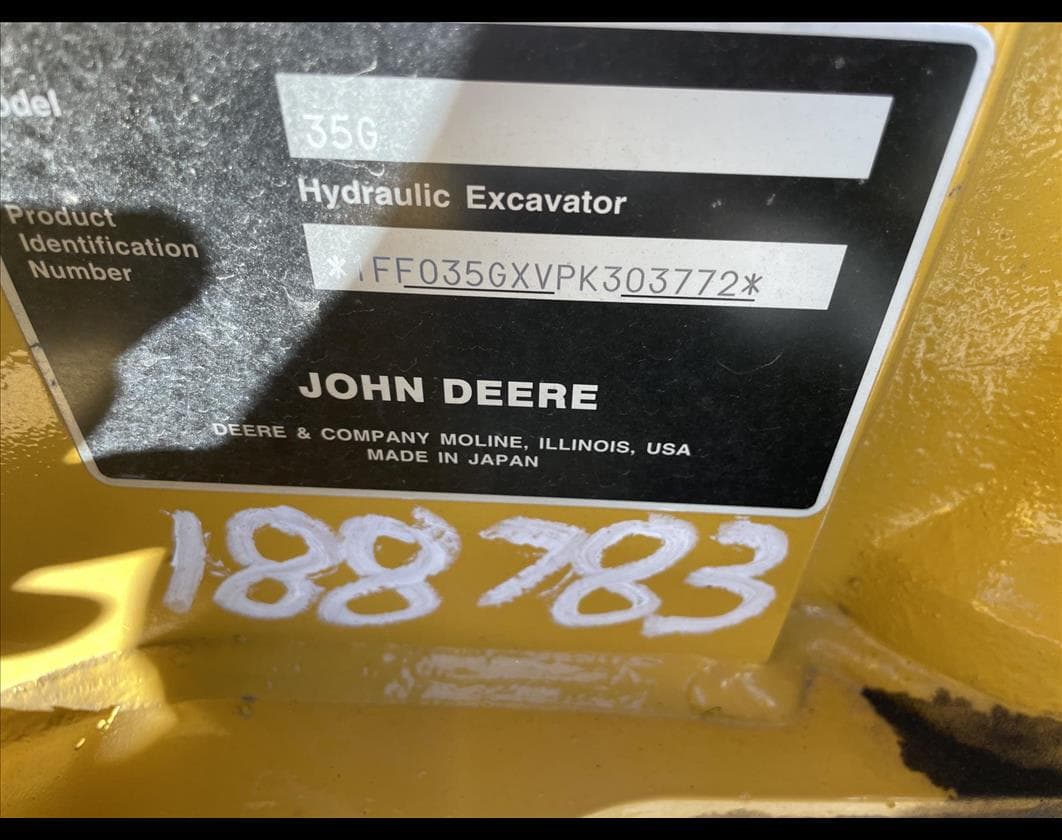 odel
35G
Hydraulic Excavator
Product
Identification
Number
*1FF035GXVPK303772*
JOHN DEERE
DEERE & COMPANY MOLINE, ILLINOIS, USA
MADE IN JAPAN
188783